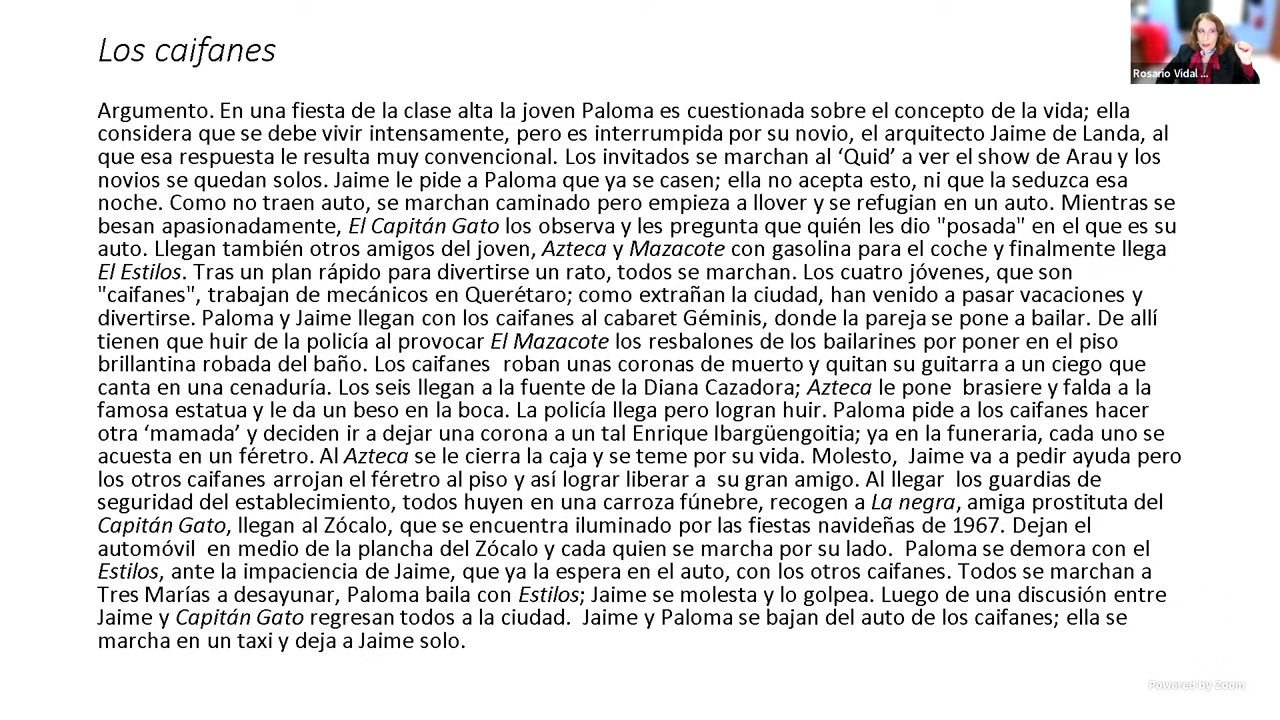 Los caifanes
Rosario Vidal ...
Argumento. En una fiesta de la clase alta la joven Paloma es cuestionada sobre el concepto de la vida; ella
considera que se debe vivir intensamente, pero es interrumpida por su novio, el arquitecto Jaime de Landa, al
que esa respuesta le resulta muy convencional. Los invitados se marchan al ‘Quid’ a ver el show de Arau y los
novios se quedan solos. Jaime le pide a Paloma que ya se casen; ella no acepta esto, ni que la seduzca esa
noche. Como no traen auto, se marchan caminado pero empieza a llover y se refugian en un auto. Mientras se
besan apasionadamente, El Capitán Gato los observa y les pregunta que quién les dio "posada" en el que es su
auto. Llegan también otros amigos del joven, Azteca y Mazacote con gasolina para el coche y finalmente llega
El Estilos. Tras un plan rápido para divertirse un rato, todos se marchan. Los cuatro jóvenes, que son
"caifanes", trabajan de mecánicos en Querétaro; como extrañan la ciudad, han venido a pasar vacaciones y
divertirse. Paloma y Jaime llegan con los caifanes al cabaret Géminis, donde la pareja se pone a bailar. De allí
tienen que huir de la policía al provocar El Mazacote los resbalones de los bailarines por poner en el piso
brillantina robada del baño. Los caifanes roban unas coronas de muerto y quitan su guitarra a un ciego que
canta en una cenaduría. Los seis llegan a la fuente de la Diana Cazadora; Azteca le pone brasiere y falda a la
famosa estatua y le da un beso en la boca. La policía llega pero logran huir. Paloma pide a los caifanes hacer
otra ‘mamada’ y deciden ir a dejar una corona a un tal Enrique Ibargüengoitia; ya en la funeraria, cada uno se
acuesta en un féretro. Al Azteca se le cierra la caja y se teme por su vida. Molesto, Jaime va a pedir ayuda pero
los otros caifanes arrojan el féretro al piso y así lograr liberar a su gran amigo. Al llegar los guardias de
seguridad del establecimiento, todos huyen en una carroza fúnebre, recogen a La negra, amiga prostituta del
Capitán Gato, llegan al Zócalo, que se encuentra iluminado por las fiestas navideñas de 1967. Dejan el
automóvil en medio de la plancha del Zócalo y cada quien se marcha por su lado. Paloma se demora con el
Estilos, ante la impaciencia de Jaime, que ya la espera en el auto, con los otros caifanes. Todos se marchan a
Tres Marías a desayunar, Paloma baila con Estilos; Jaime se molesta y lo golpea. Luego de una discusión entre
Jaime y Capitán Gato regresan todos a la ciudad. Jaime y Paloma se bajan del auto de los caifanes; ella se
marcha en un taxi y deja a Jaime solo.
Powered by Zoom